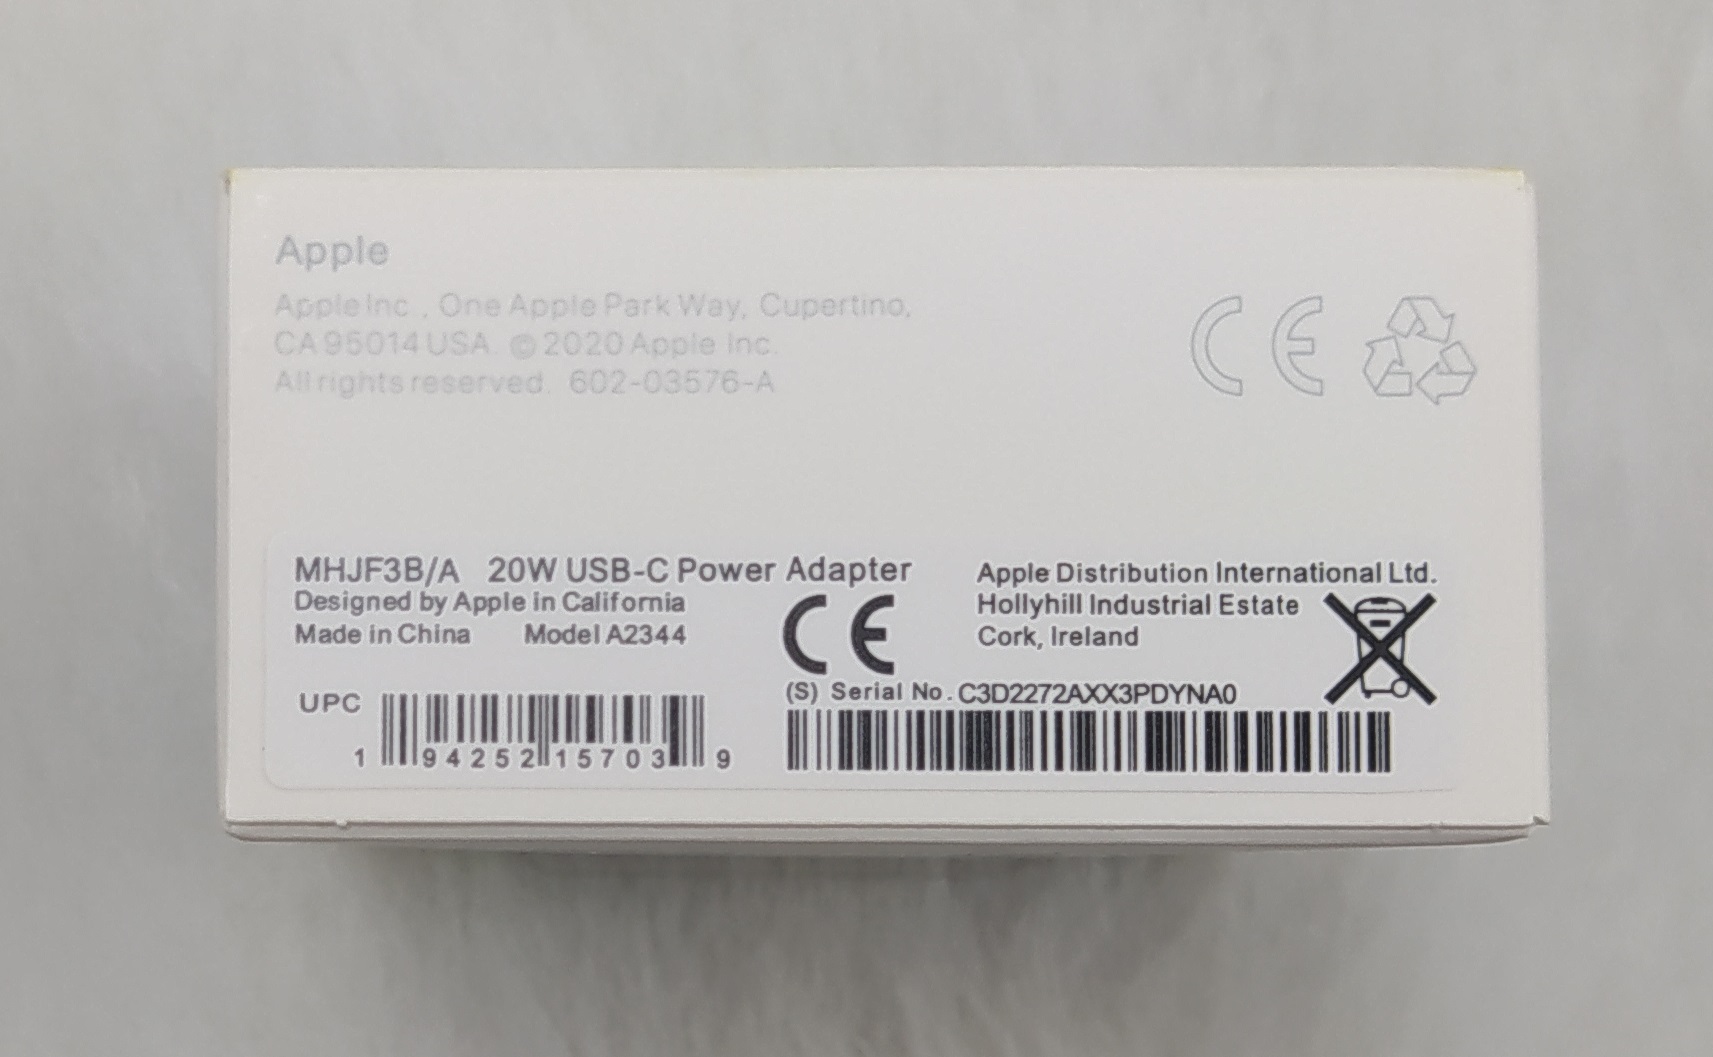 Apple
Apple Inc., One Apple Park Way, Cupertino,
CA 95014 USA. © 2020 Apple Inc.
All rights reserved. 602-03576-A
CE
MHJF3B/A 20W USB-C Power Adapter
Designed by Apple in California
Made in China Model A2344
CE
Apple Distribution International Ltd.
Hollyhill Industrial Estate
Cork, Ireland
UPC
1 94252 15703 9
(S) Serial No. C3D2272AXX3PDYNA0